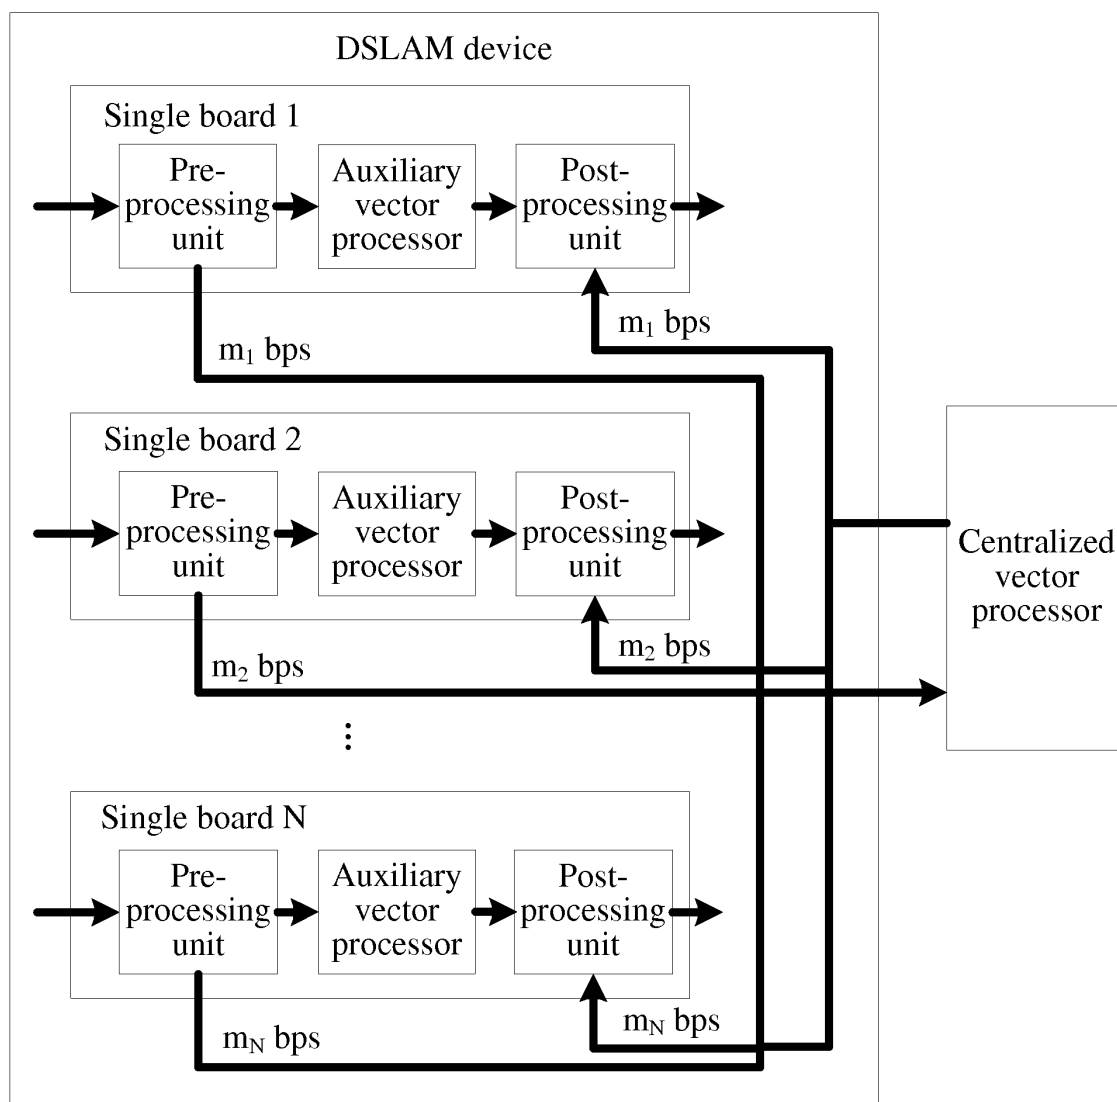 DSLAM device
Single board 1
Pre-
processing
unit
Auxiliary
vector
processor
Post-
processing
unit
m₁ bps
m₁ bps
Single board 2
Pre-
processing
unit
Auxiliary
vector
processor
Post-
processing
unit
Centralized
vector
processor
m₂ bps
m₂ bps
⋮
Single board N
Pre-
processing
unit
Auxiliary
vector
processor
Post-
processing
unit
m_N bps
m_N bps